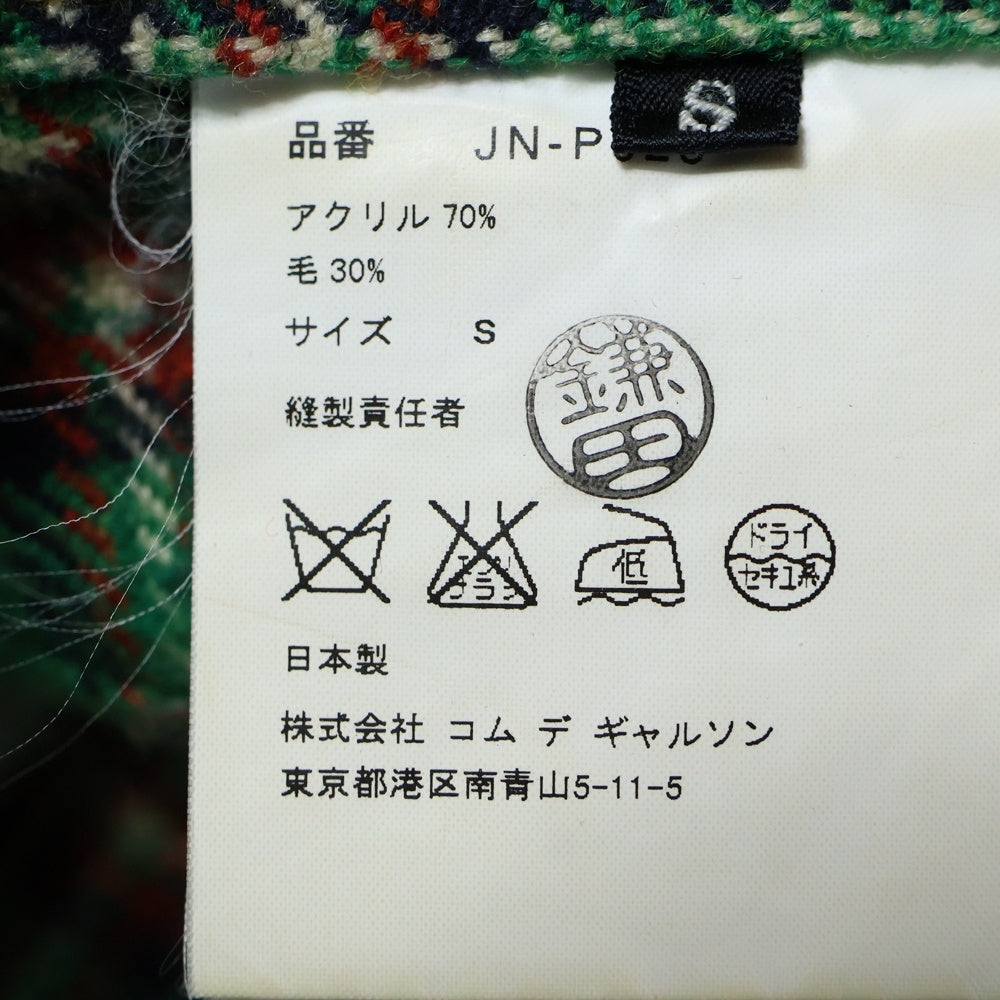 S
品番 JN-P
アクリル 70%
毛 30%
サイズ S
縫製責任者 鎌田
低 ドライ
セキユ系
日本製
株式会社 コム デ ギャルソン
東京都港区南青山5-11-5